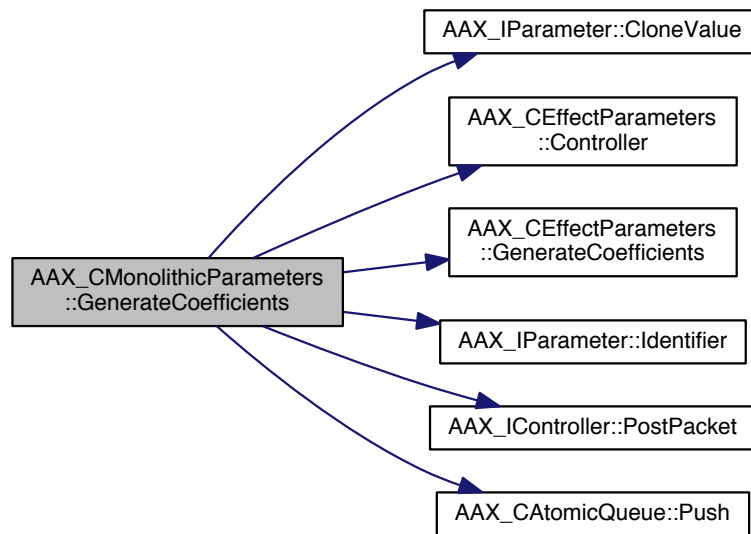 AAX_IParameter::CloneValue
AAX_CEffectParameters
::Controller
AAX_CEffectParameters
::GenerateCoefficients
AAX_CMonolithicParameters
::GenerateCoefficients
AAX_IParameter::Identifier
AAX_IController::PostPacket
AAX_CAtomicQueue::Push